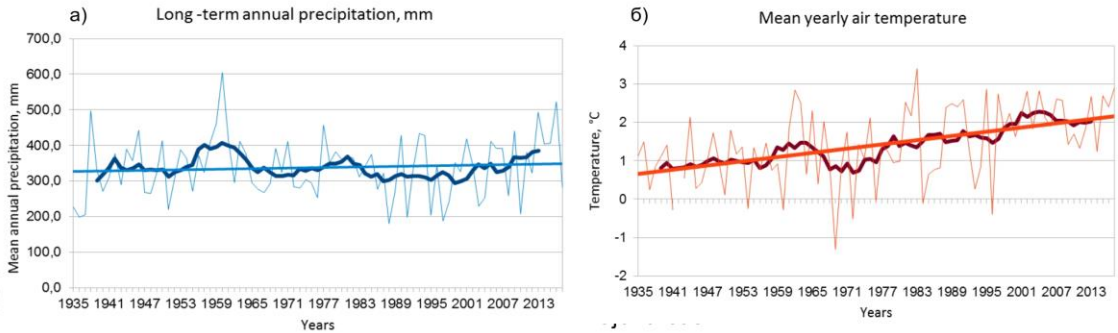 а) Long -term annual precipitation, mm
Mean annual precipitation, mm
700,0
600,0
500,0
400,0
300,0
200,0
100,0
0,0
1935 1941 1947 1953 1959 1965 1971 1977 1983 1989 1995 2001 2007 2013
Years
б) Mean yearly air temperature
Temperature, °C
4
3
2
1
0
-1
-2
1935 1941 1947 1953 1959 1965 1971 1977 1983 1989 1995 2001 2007 2013
Years